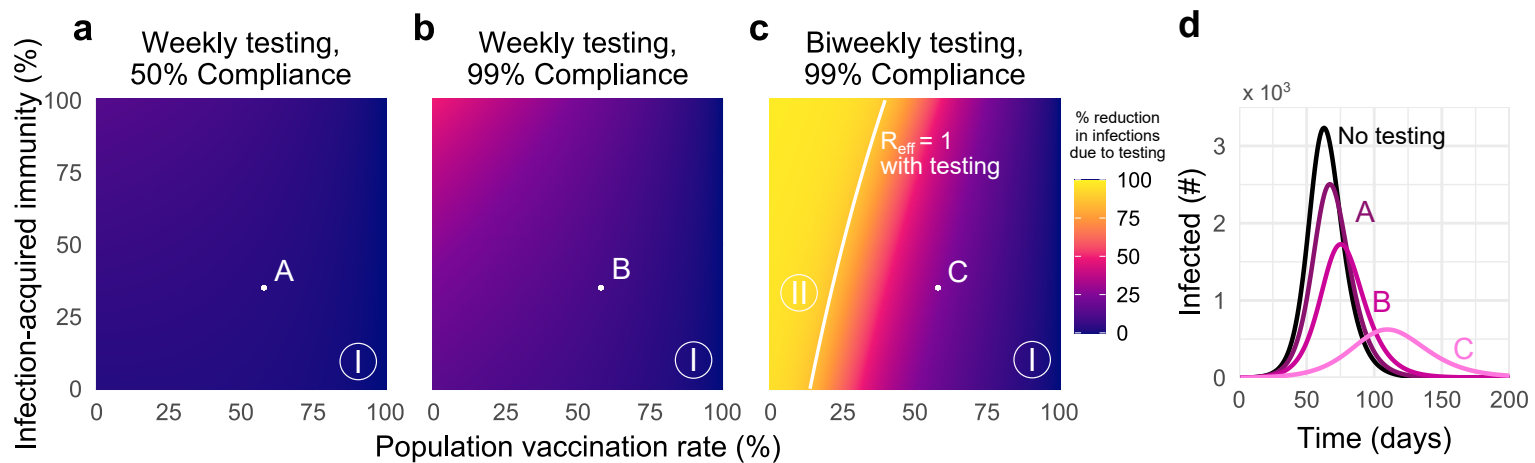 a
Weekly testing,
50% Compliance
b
Weekly testing,
99% Compliance
c
Biweekly testing,
99% Compliance
d
Infection-acquired immunity (%)
100
75
50
25
0
A
I
0
25
50
75
100
B
I
0
25
50
75
100
R_eff = 1
with testing
II
C
I
0
25
50
75
100
Population vaccination rate (%)
% reduction
in infections
due to testing
100
75
50
25
0
x 10³
Infected (#)
3
2
1
0
No testing
A
B
C
0
50
100
150
200
Time (days)